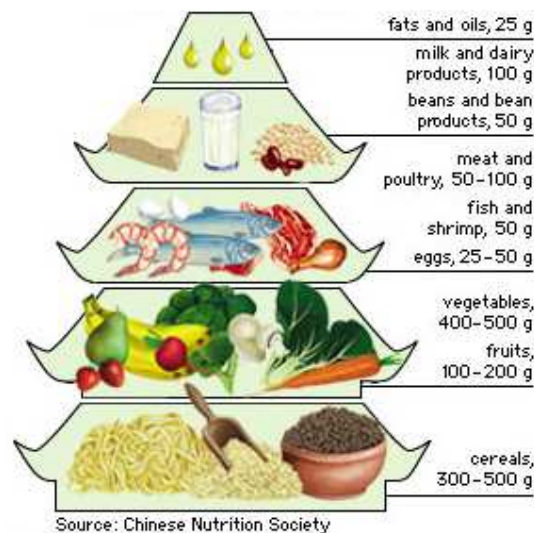 fats and oils, 25 g
milk and dairy
products, 100 g
beans and bean
products, 50 g
meat and
poultry, 50–100 g
fish and
shrimp, 50 g
eggs, 25–50 g
vegetables,
400–500 g
fruits,
100–200 g
cereals,
300–500 g
Source: Chinese Nutrition Society